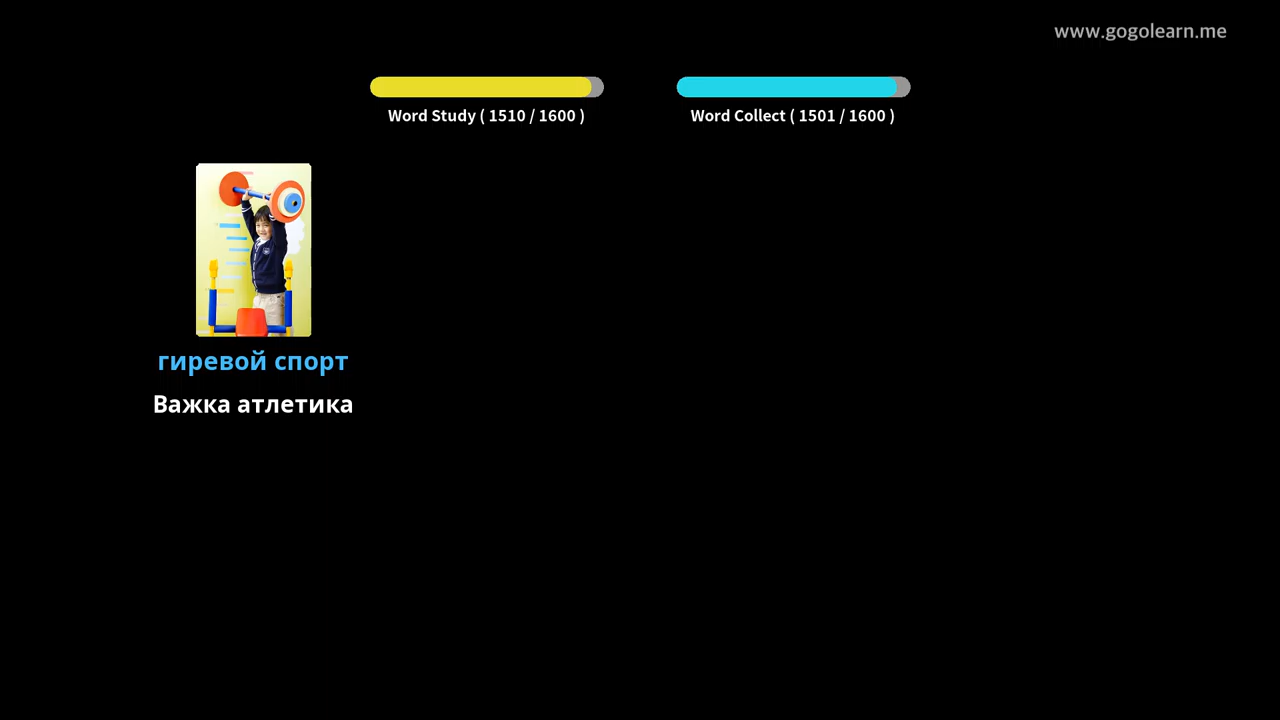 www.gogolearn.me
Word Study ( 1510 / 1600 )
Word Collect ( 1501 / 1600 )
гиревой спорт
Важка атлетика